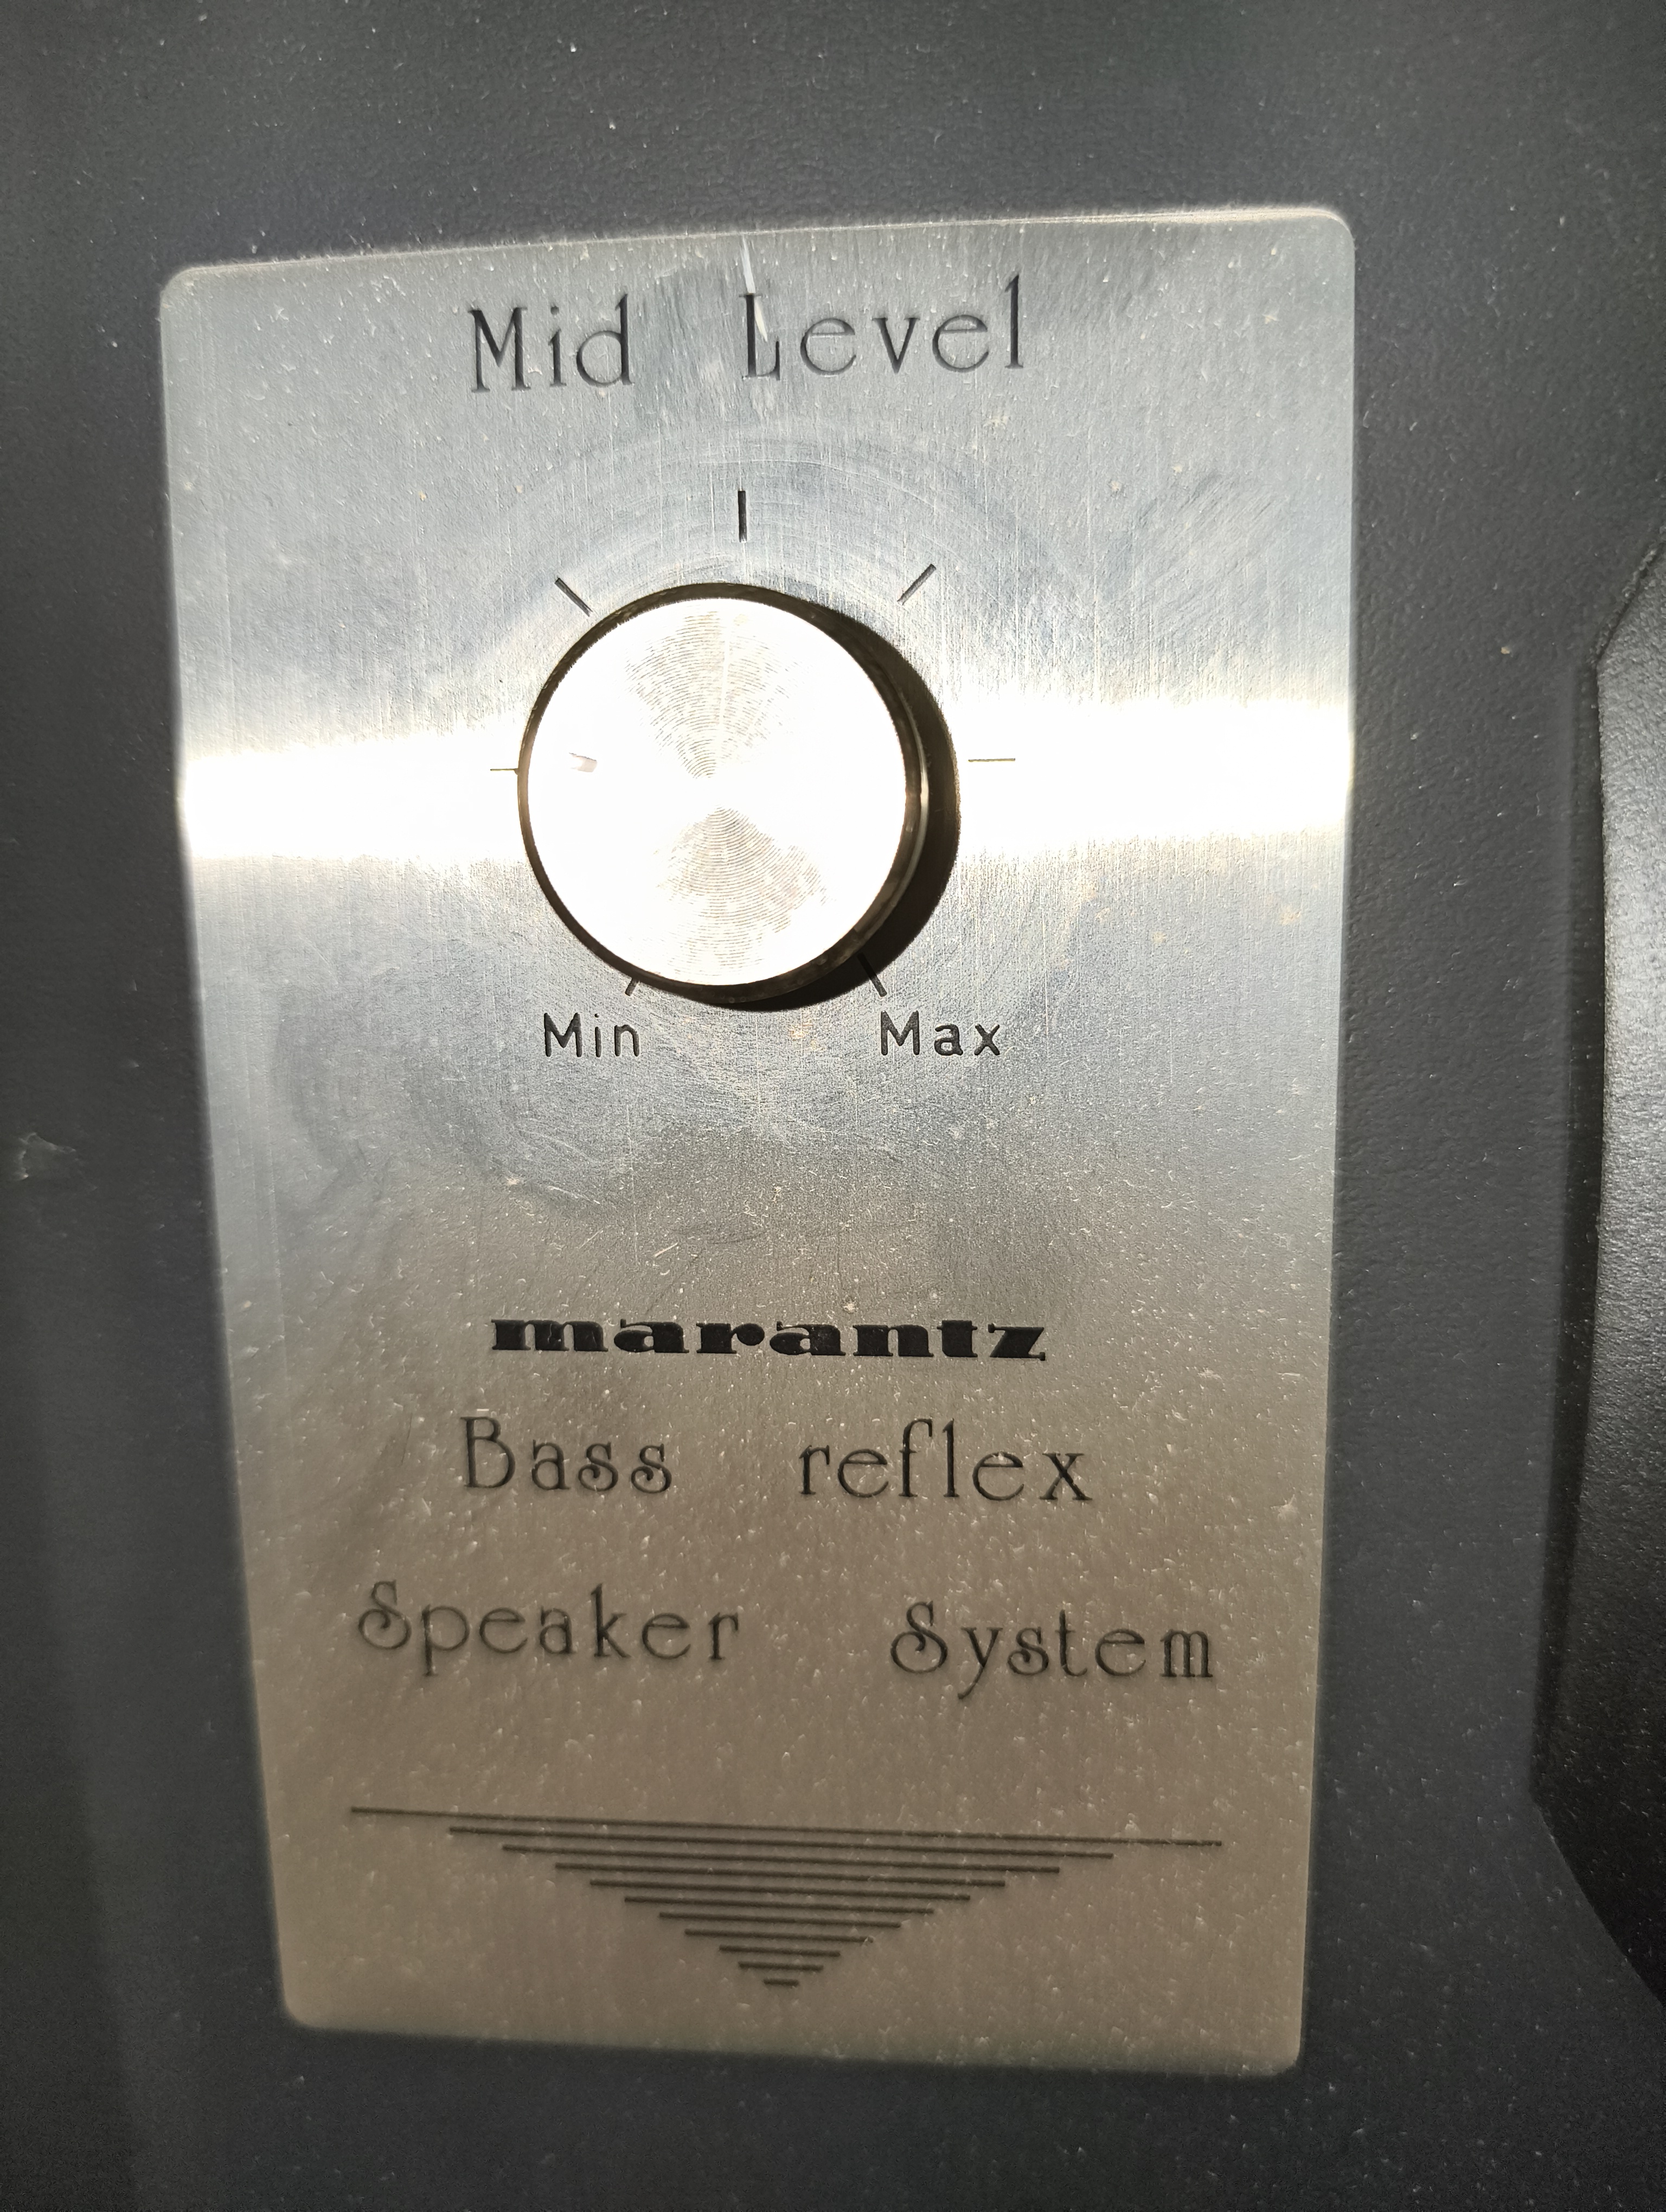 Mid Level
Min Max
marantz
Bass reflex
Speaker System